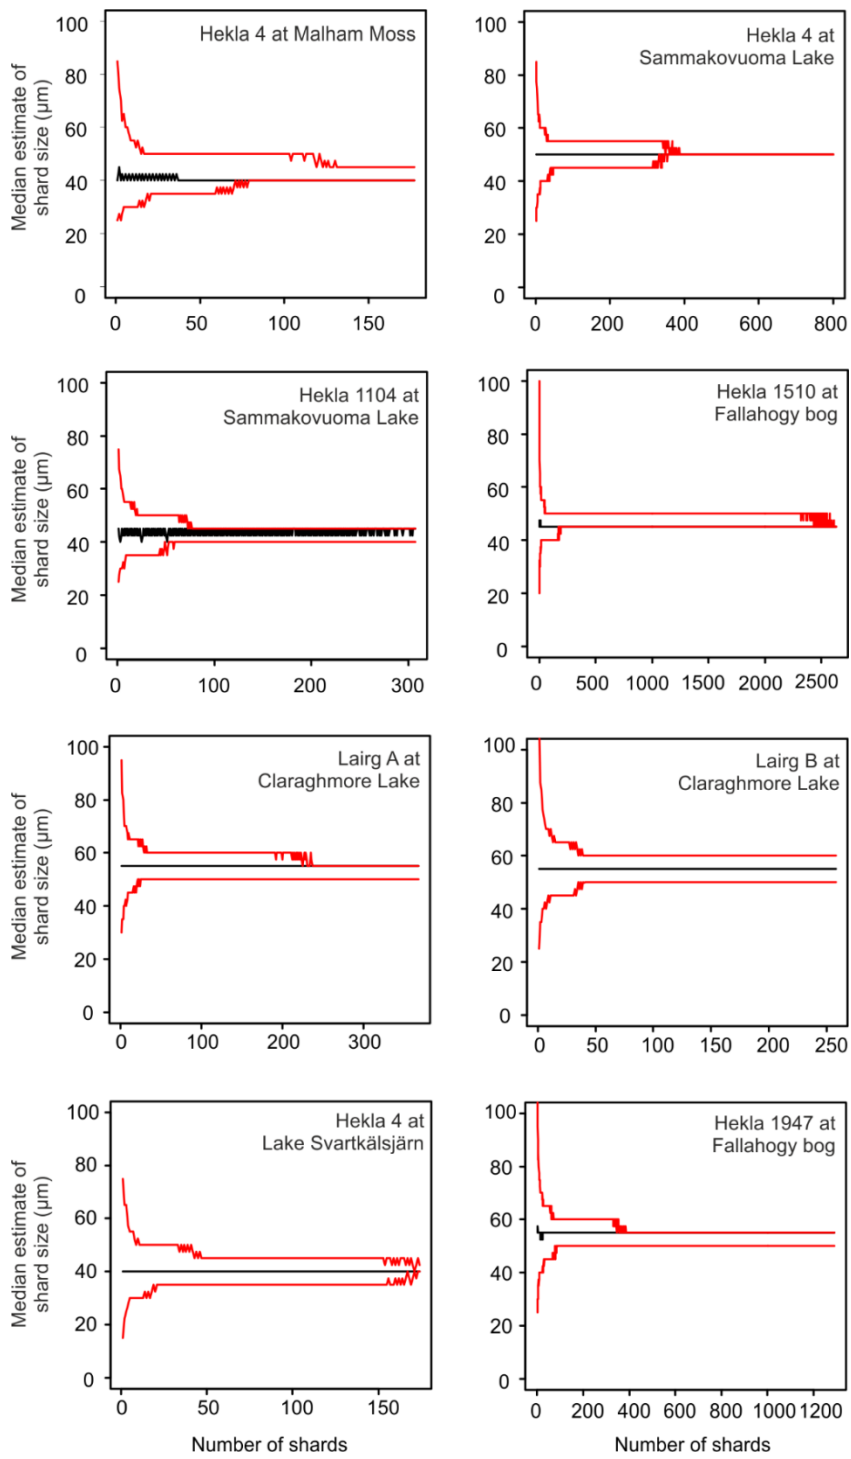 Hekla 4 at Malham Moss
Median estimate of
shard size (µm)
100
80
60
40
20
0
0 50 100 150
Hekla 4 at
Sammakovuoma Lake
100
80
60
40
20
0
0 200 400 600 800
Hekla 1104 at
Sammakovuoma Lake
Median estimate of
shard size (µm)
100
80
60
40
20
0
0 100 200 300
Hekla 1510 at
Fallahogy bog
100
80
60
40
20
0
0 500 1000 1500 2000 2500
Lairg A at
Claraghmore Lake
Median estimate of
shard size (µm)
100
80
60
40
20
0
0 100 200 300
Lairg B at
Claraghmore Lake
100
80
60
40
20
0
0 50 100 150 200 250
Hekla 4 at
Lake Svartkälsjärn
Median estimate of
shard size (µm)
100
80
60
40
20
0
0 50 100 150
Number of shards
Hekla 1947 at
Fallahogy bog
100
80
60
40
20
0
0 200 400 600 800 1000 1200
Number of shards